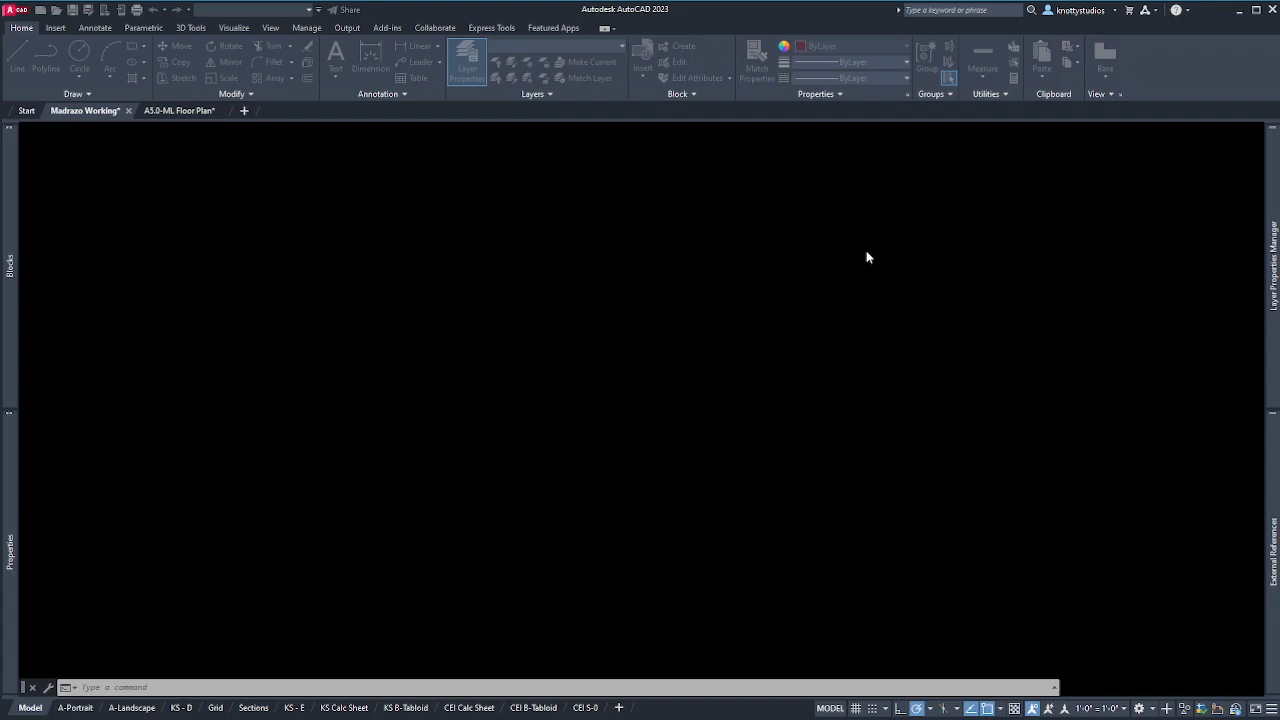 CAD Share Autodesk AutoCAD 2023 Type a keyword or phrase knottystudios
Home Insert Annotate Parametric 3D Tools Visualize View Manage Output Add-ins Collaborate Express Tools Featured Apps
Line Polyline Circle Arc
Move Rotate Trim
Copy Mirror Fillet
Stretch Scale Array
Text Dimension
Linear
Leader
Table
Layer Properties
Make Current
Match Layer
Insert
Create
Edit
Edit Attributes
Match Properties
ByLayer
ByLayer
ByLayer
Group
Measure
Paste
Base
Draw Modify Annotation Layers Block Properties Groups Utilities Clipboard View
Start Madrazo Working* A5.0-ML Floor Plan*
Blocks
Properties
Layer Properties Manager
External References
Type a command
Model A-Portrait A-Landscape KS - D Grid Sections KS - E KS Calc Sheet KS B-Tabloid CEI Calc Sheet CEI B-Tabloid CEI S-0 MODEL 1'-0" = 1'-0"